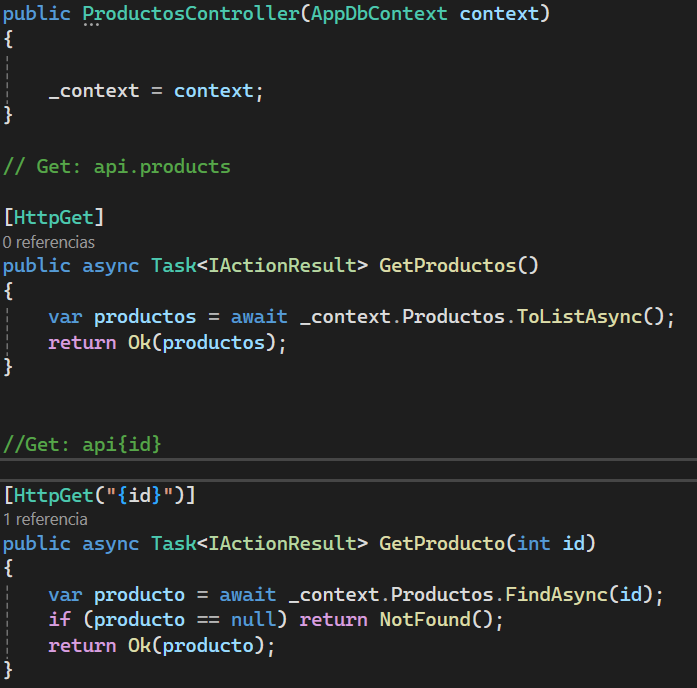 public ProductosController(AppDbContext context)
{
_context = context;
}
// Get: api.products
[HttpGet]
0 referencias
public async Task<IActionResult> GetProductos()
{
var productos = await _context.Productos.ToListAsync();
return Ok(productos);
}
//Get: api{id}
[HttpGet("{id}")]
1 referencia
public async Task<IActionResult> GetProducto(int id)
{
var producto = await _context.Productos.FindAsync(id);
if (producto == null) return NotFound();
return Ok(producto);
}